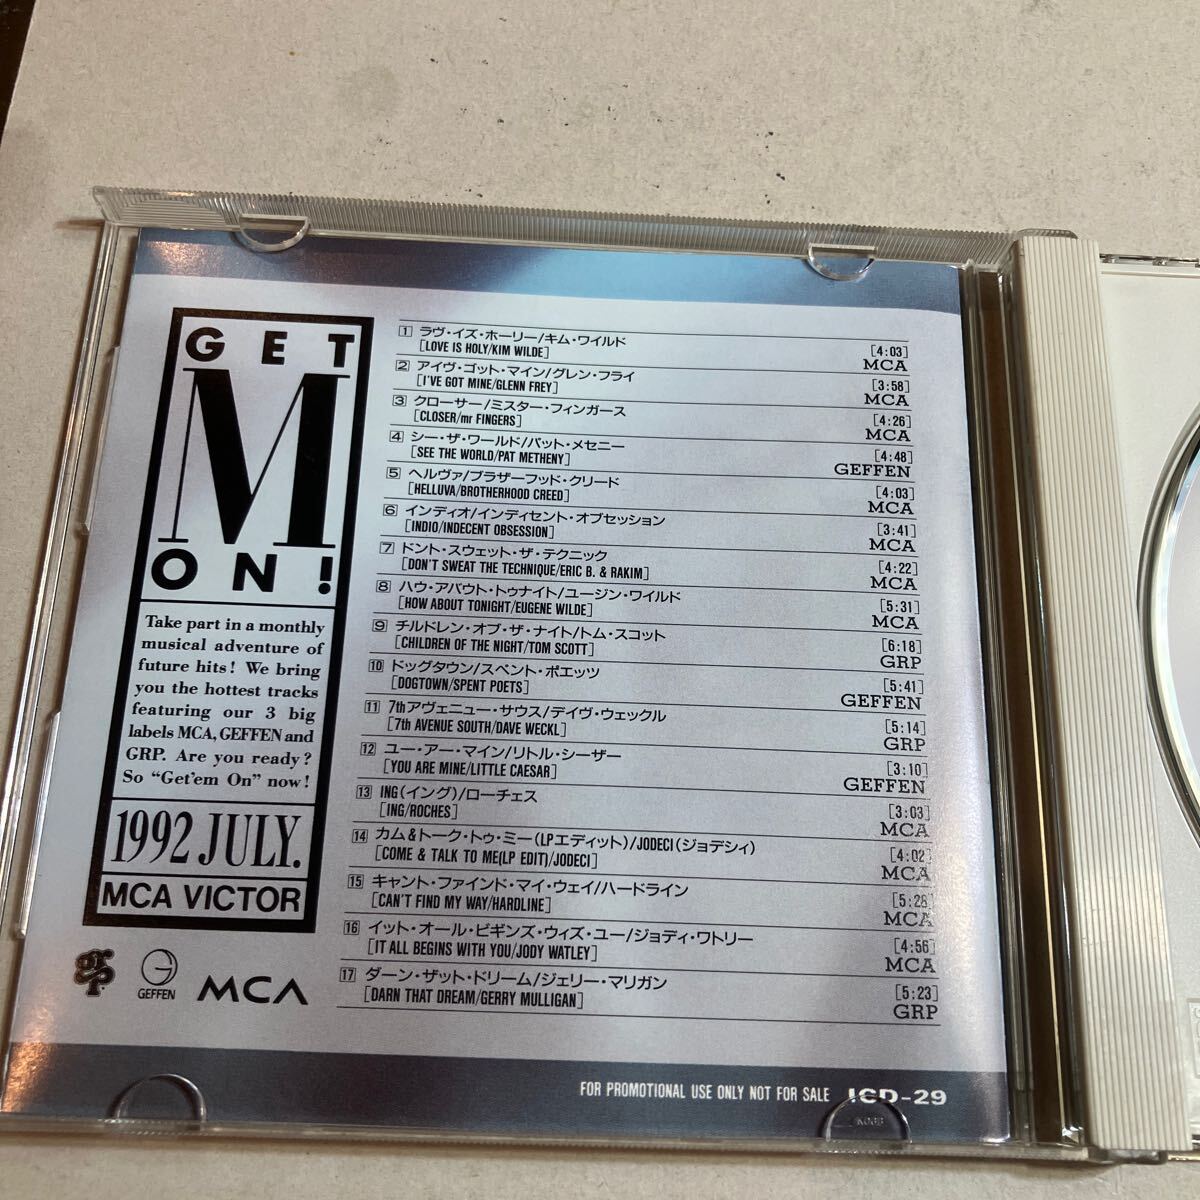 GET
M
ON!
Take part in a monthly
musical adventure of
future hits! We bring
you the hottest tracks
featuring our 3 big
labels MCA, GEFFEN and
GRP. Are you ready?
So “Get'em On” now!
1992 JULY.
MCA VICTOR
GRP
GEFFEN
MCA
1 ラヴ・イズ・ホーリー/キム・ワイルド
[LOVE IS HOLY/KIM WILDE] [4:03]
MCA
2 アイヴ・ゴット・マイン/グレン・フライ
[I'VE GOT MINE/GLENN FREY] [3:58]
MCA
3 クローサー/ミスター・フィンガース
[CLOSER/mr FINGERS] [4:26]
MCA
4 シー・ザ・ワールド/パット・メセニー
[SEE THE WORLD/PAT METHENY] [4:48]
GEFFEN
5 ヘルヴァ/ブラザーフッド・クリード
[HELLUVA/BROTHERHOOD CREED] [4:03]
MCA
6 インディオ/インディセント・オブセッション
[INDIO/INDECENT OBSESSION] [3:41]
MCA
7 ドント・スウェット・ザ・テクニック
[DON'T SWEAT THE TECHNIQUE/ERIC B. & RAKIM] [4:22]
MCA
8 ハウ・アバウト・トゥナイト/ユージン・ワイルド
[HOW ABOUT TONIGHT/EUGENE WILDE] [5:31]
MCA
9 チルドレン・オブ・ザ・ナイト/トム・スコット
[CHILDREN OF THE NIGHT/TOM SCOTT] [6:18]
GRP
10 ドッグタウン/スペント・ポエッツ
[DOGTOWN/SPENT POETS] [5:41]
GEFFEN
11 7thアヴェニュー・サウス/デイヴ・ウェックル
[7th AVENUE SOUTH/DAVE WECKL] [5:14]
GRP
12 ユー・アー・マイン/リトル・シーザー
[YOU ARE MINE/LITTLE CAESAR] [3:10]
GEFFEN
13 ING(イング)/ローチェス
[ING/ROCHES] [3:03]
MCA
14 カム&トーク・トゥ・ミー(LPエディット)/JODECI(ジョデシィ)
[COME & TALK TO ME(LP EDIT)/JODECI] [4:02]
MCA
15 キャント・ファインド・マイ・ウェイ/ハードライン
[CAN'T FIND MY WAY/HARDLINE] [5:28]
MCA
16 イット・オール・ビギンズ・ウィズ・ユー/ジョディ・ワトリー
[IT ALL BEGINS WITH YOU/JODY WATLEY] [4:56]
MCA
17 ダーン・ザット・ドリーム/ジェリー・マリガン
[DARN THAT DREAM/GERRY MULLIGAN] [5:23]
GRP
FOR PROMOTIONAL USE ONLY NOT FOR SALE ICD-29